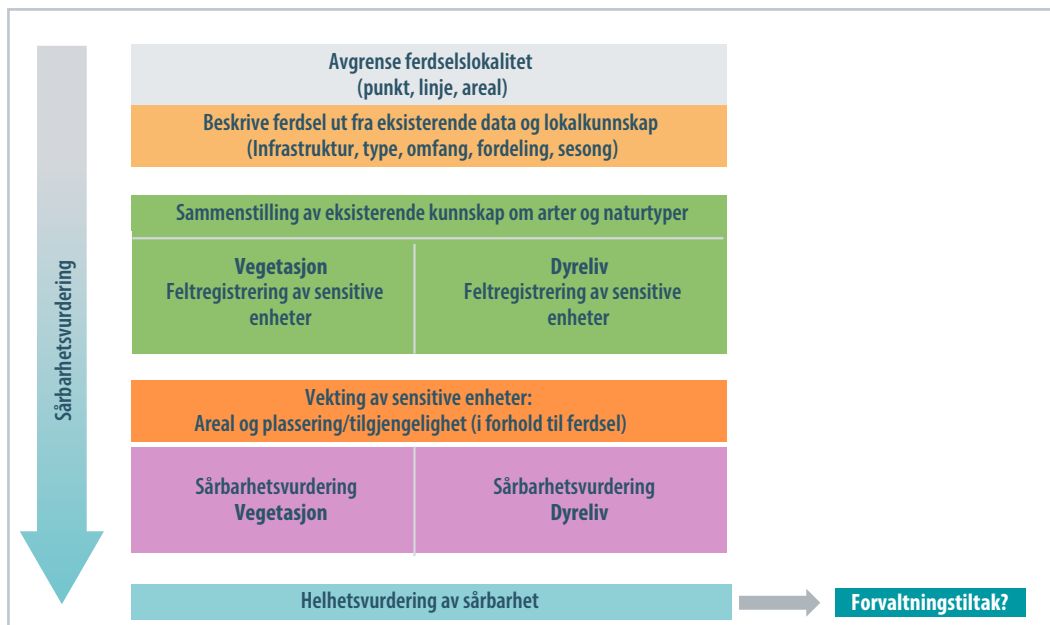 Sårbarhetsvurdering
Avgrense ferdselslokalitet
(punkt, linje, areal)
Beskrive ferdsel ut fra eksisterende data og lokalkunnskap
(Infrastruktur, type, omfang, fordeling, sesong)
Sammenstilling av eksisterende kunnskap om arter og naturtyper
Vegetasjon
Feltregistrering av sensitive
enheter
Dyreliv
Feltregistrering av sensitive
enheter
Vekting av sensitive enheter:
Areal og plassering/tilgjengelighet (i forhold til ferdsel)
Sårbarhetsvurdering
Vegetasjon
Sårbarhetsvurdering
Dyreliv
Helhetsvurdering av sårbarhet
Forvaltningstiltak?